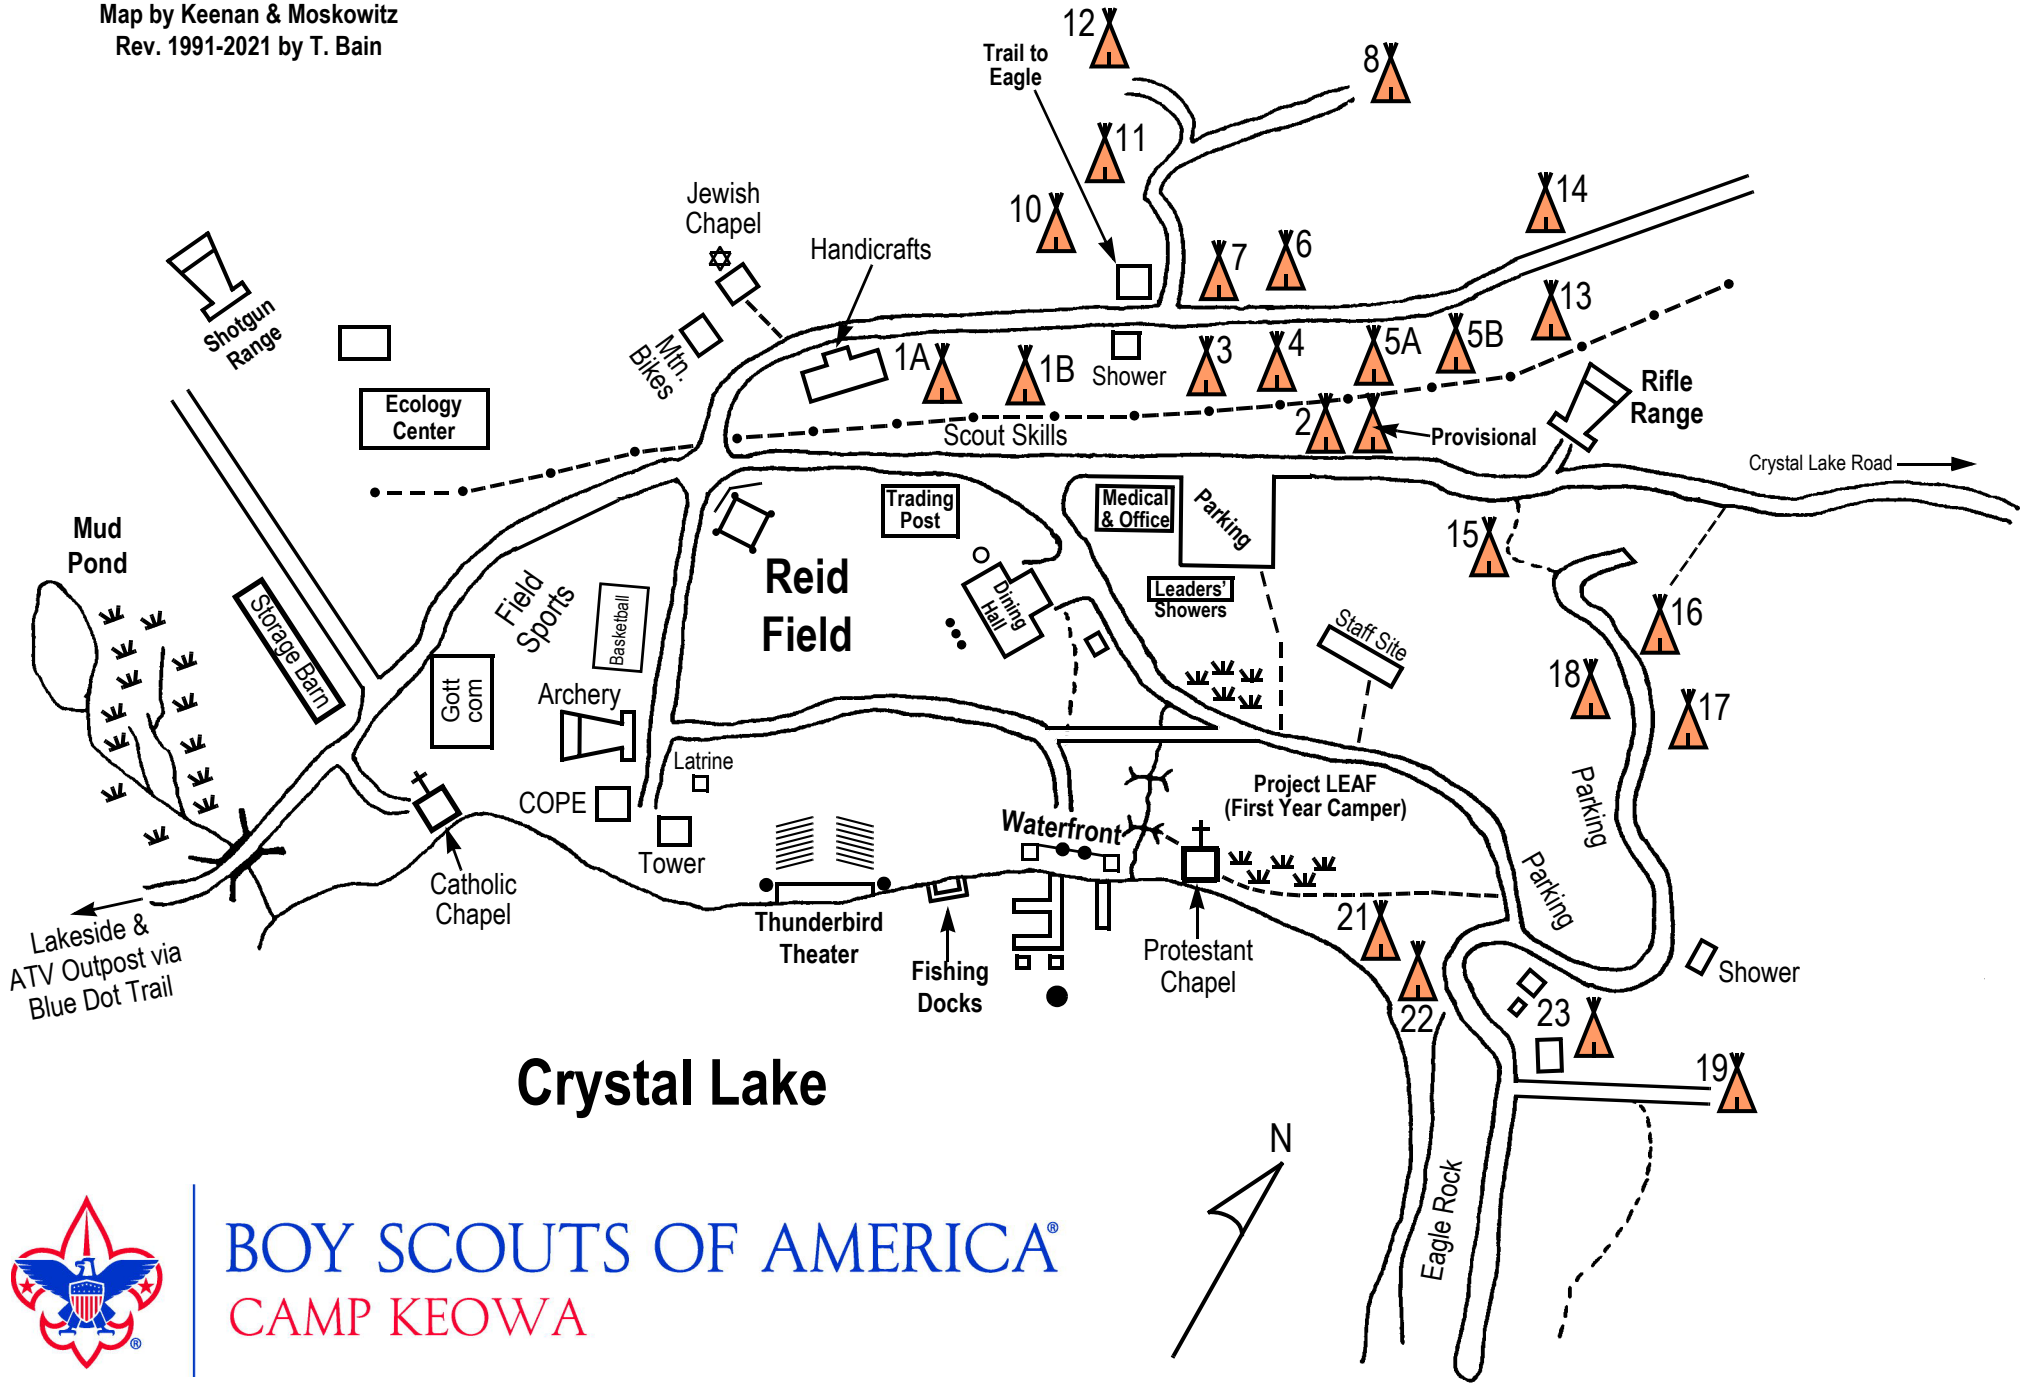 Map by Keenan & Moskowitz
Rev. 1991-2021 by T. Bain
12
Trail to
Eagle
8
11
10
14
Jewish
Chapel
Handicrafts
7
6
13
Shotgun
Range
Mtn.
Bikes
1A
1B
Shower
3
4
5A
5B
Rifle
Range
Ecology
Center
Scout Skills
2
Provisional
Crystal Lake Road
Mud
Pond
Trading
Post
Medical
& Office
Parking
15
Reid
Field
Field
Sports
Basketball
Dining
Hall
Leaders'
Showers
Staff Site
16
Storage Barn
Gott
com
Archery
18
17
Latrine
COPE
Tower
Waterfront
Project LEAF
(First Year Camper)
Parking
Parking
Catholic
Chapel
Thunderbird
Theater
Fishing
Docks
Protestant
Chapel
21
22
Shower
23
19
Lakeside &
ATV Outpost via
Blue Dot Trail
Crystal Lake
N
Eagle Rock
BOY SCOUTS OF AMERICA®
CAMP KEOWA
®